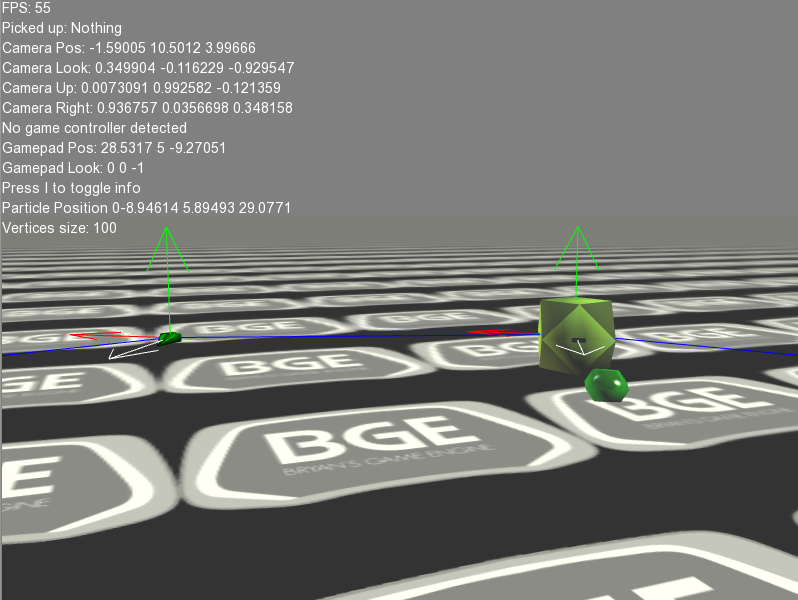 FPS: 55
Picked up: Nothing
Camera Pos: -1.59005 10.5012 3.99666
Camera Look: 0.349904 -0.116229 -0.929547
Camera Up: 0.0073091 0.992582 -0.121359
Camera Right: 0.936757 0.0356698 0.348158
No game controller detected
Gamepad Pos: 28.5317 5 -9.27051
Gamepad Look: 0 0 -1
Press I to toggle info
Particle Position 0-8.94614 5.89493 29.0771
Vertices size: 100
BGE
BGE
BGE
BGE
BRYAN'S GAME ENGINE